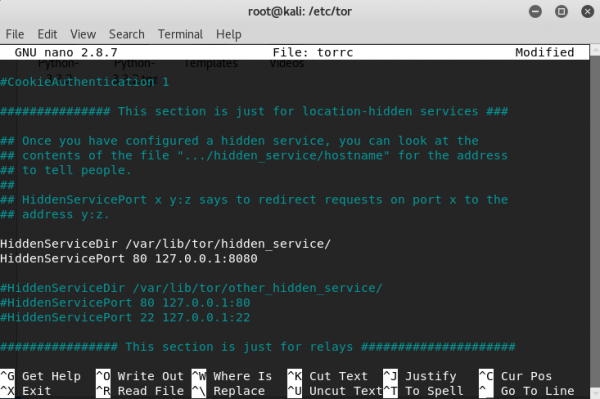 root@kali: /etc/tor
File Edit View Search Terminal Help
GNU nano 2.8.7 File: torrc Modified
Python- Python- Templates Videos
#CookieAuthentication 1
############### This section is just for location-hidden services ###
## Once you have configured a hidden service, you can look at the
## contents of the file ".../hidden_service/hostname" for the address
## to tell people.
##
## HiddenServicePort x y:z says to redirect requests on port x to the
## address y:z.
HiddenServiceDir /var/lib/tor/hidden_service/
HiddenServicePort 80 127.0.0.1:8080
#HiddenServiceDir /var/lib/tor/other_hidden_service/
#HiddenServicePort 80 127.0.0.1:80
#HiddenServicePort 22 127.0.0.1:22
################ This section is just for relays #####################
^G Get Help ^O Write Out ^W Where Is ^K Cut Text ^J Justify ^C Cur Pos
^X Exit ^R Read File ^\ Replace ^U Uncut Text ^T To Spell ^_ Go To Line